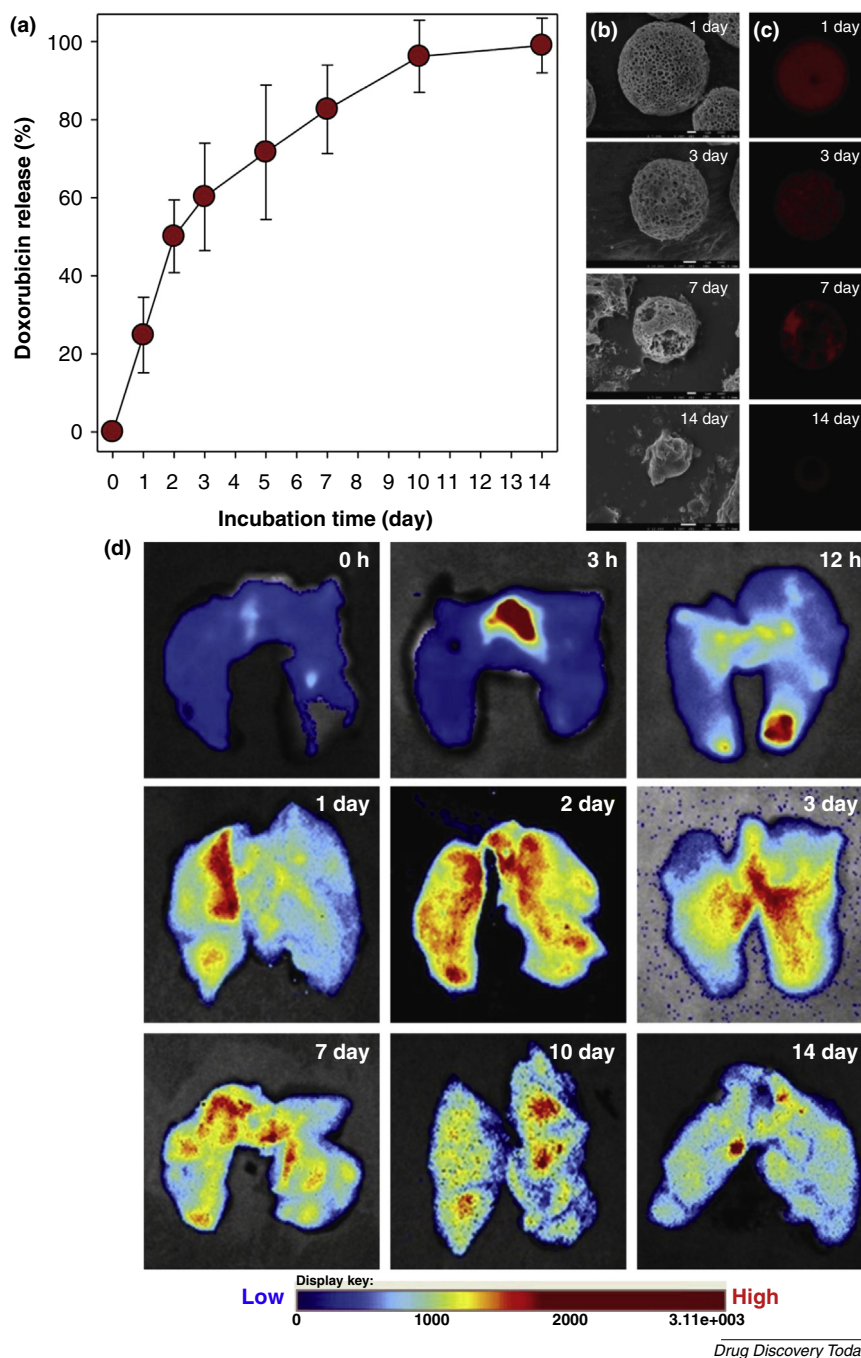 (a)
Doxorubicin release (%)
100
80
60
40
20
0
0 1 2 3 4 5 6 7 8 9 10 11 12 13 14
Incubation time (day)
(b)
1 day
3 day
7 day
14 day
(c)
1 day
3 day
7 day
14 day
(d)
0 h
3 h
12 h
1 day
2 day
3 day
7 day
10 day
14 day
Display key:
Low
High
0 1000 2000 3.11e+003
Drug Discovery Toda